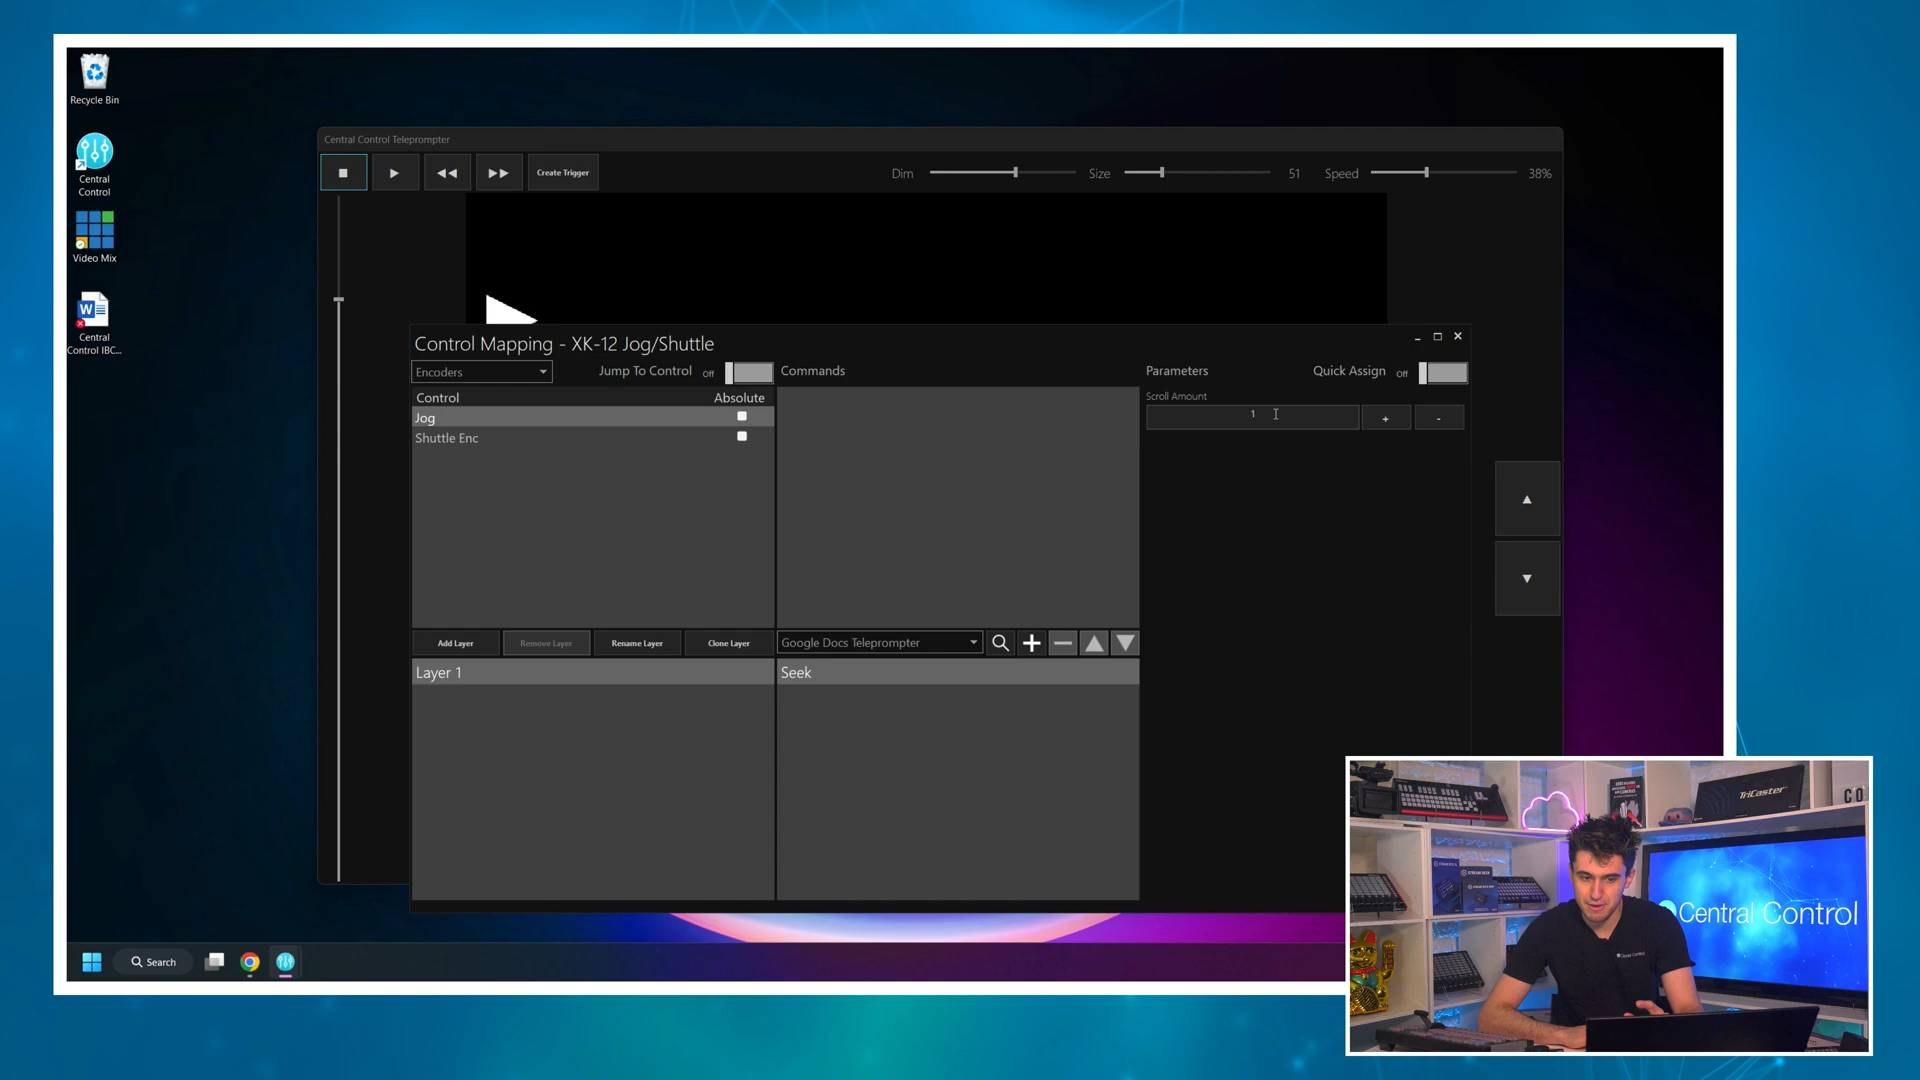 Recycle Bin
Central
Control
Video Mix
Central
Control IBC...
Central Control Teleprompter
Create Trigger
Dim
Size
51
Speed
38%
Control Mapping - XK-12 Jog/Shuttle
Encoders
Jump To Control
Off
Commands
Parameters
Quick Assign
Off
Control
Absolute
Scroll Amount
Jog
1
+
-
Shuttle Enc
Add Layer
Remove Layer
Rename Layer
Clone Layer
Google Docs Teleprompter
Layer 1
Seek
Search
TriCaster
CO
Central Control